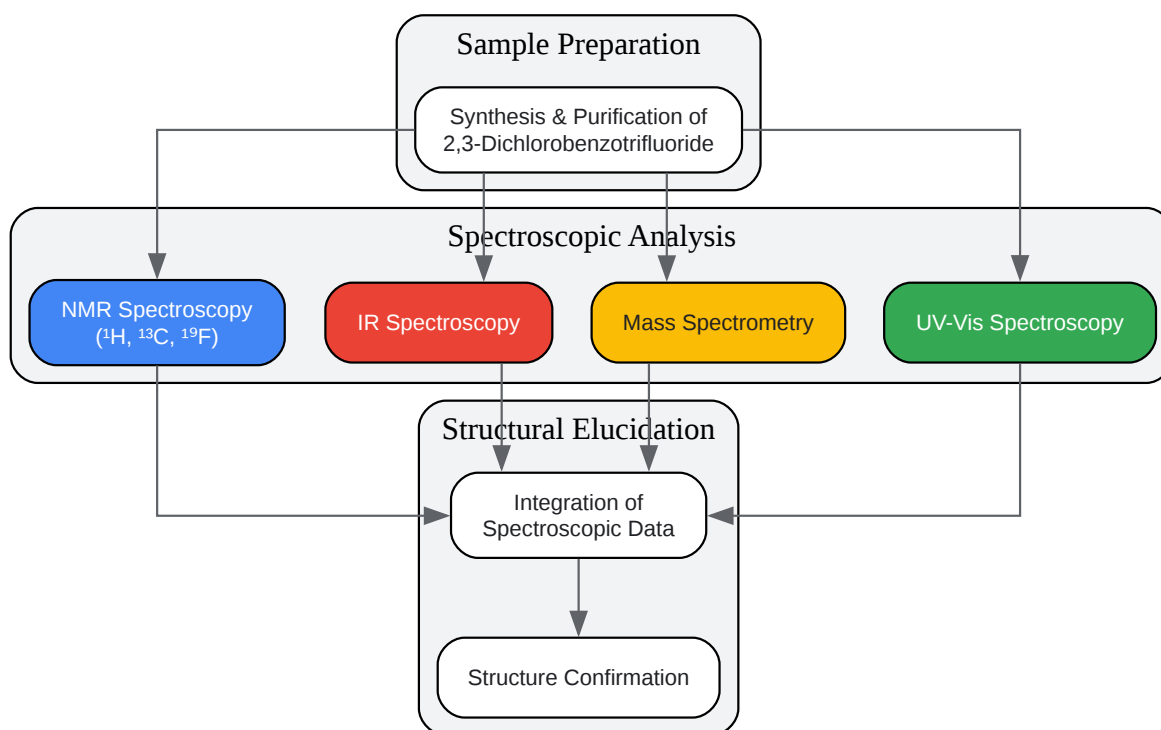 Sample Preparation
Synthesis & Purification of
2,3-Dichlorobenzotrifluoride
Spectroscopic Analysis
NMR Spectroscopy
(¹H, ¹³C, ¹⁹F)
IR Spectroscopy
Mass Spectrometry
UV-Vis Spectroscopy
Structural Elucidation
Integration of
Spectroscopic Data
Structure Confirmation